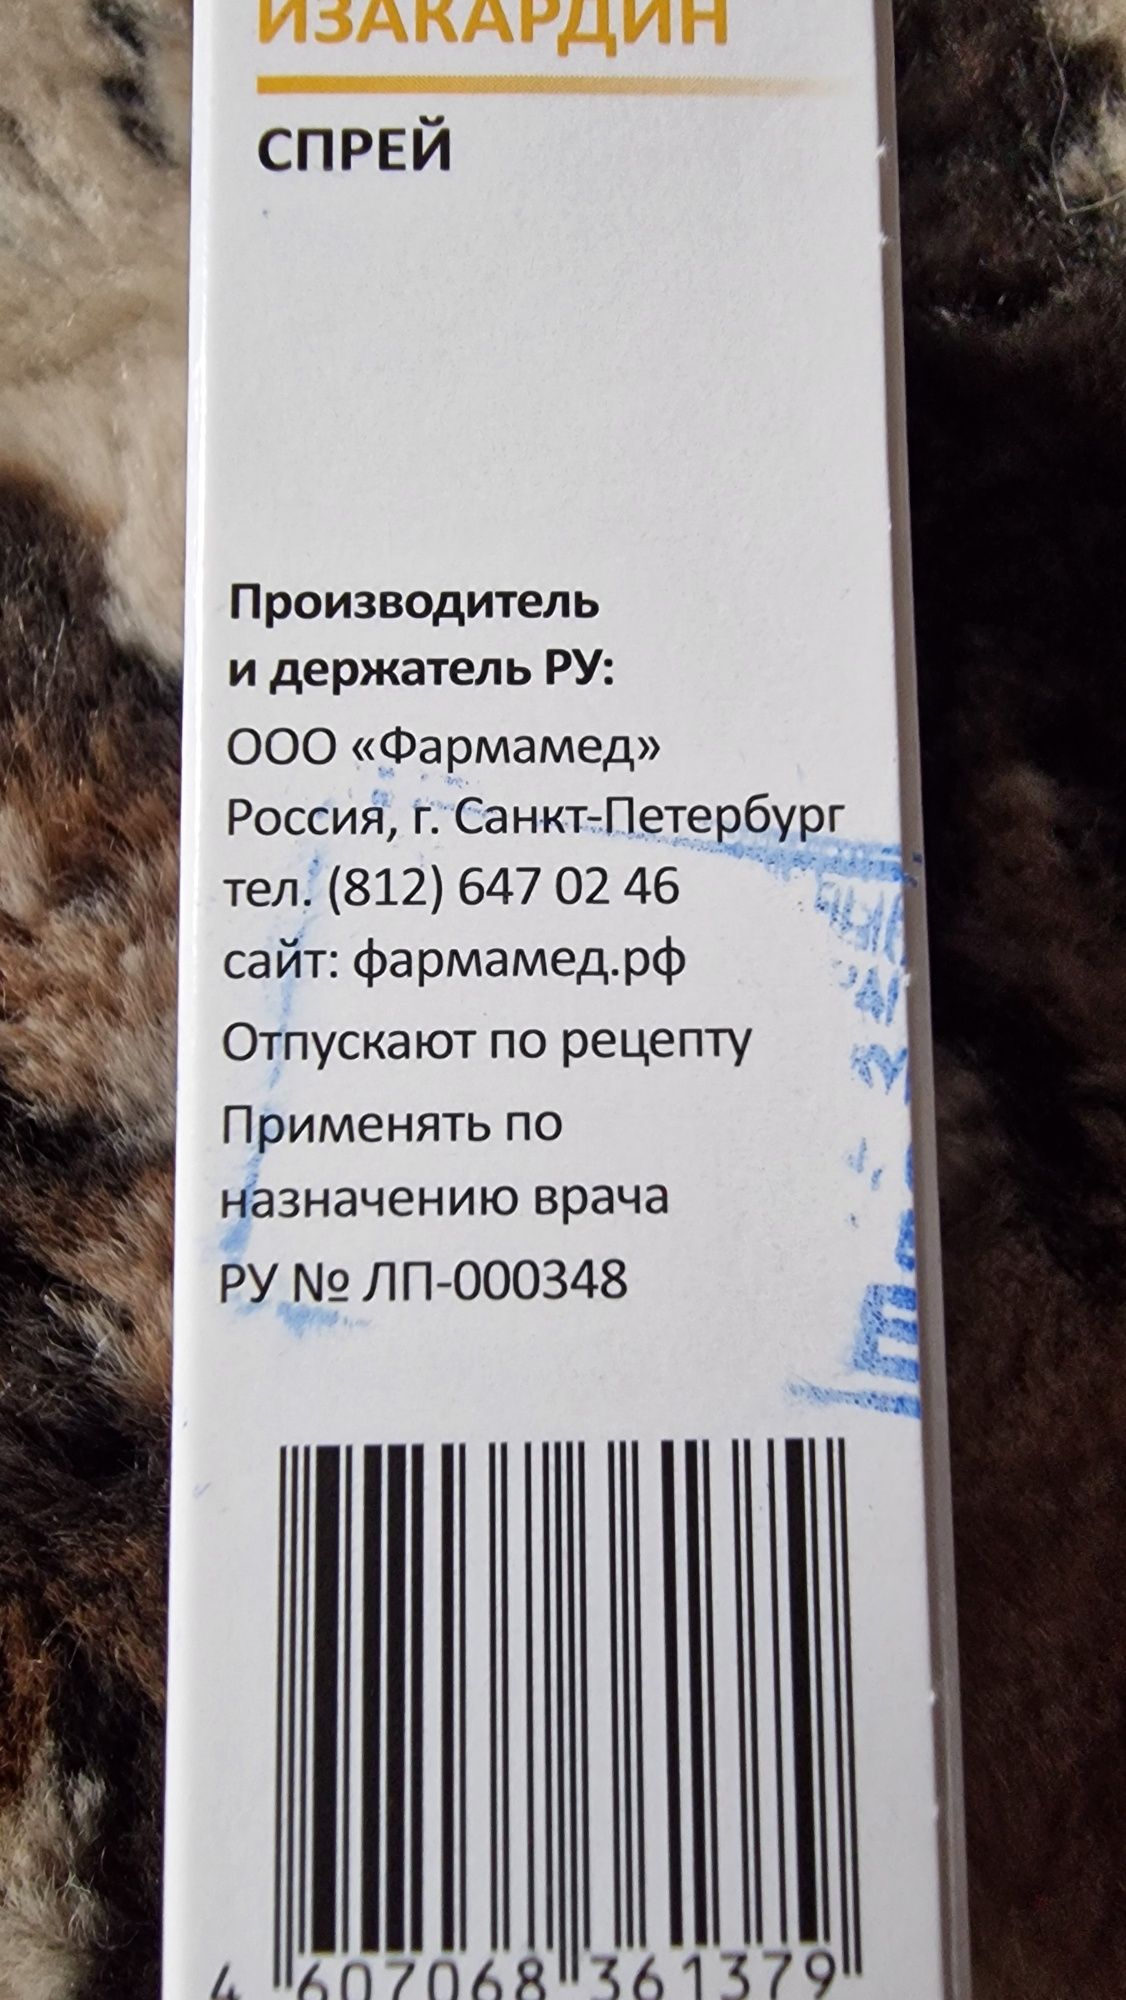 ИЗАКАРДИН
СПРЕЙ
Производитель
и держатель РУ:
ООО «Фармамед»
Россия, г. Санкт-Петербург
тел. (812) 647 02 46
сайт: фармамед.рф
Отпускают по рецепту
Применять по
назначению врача
РУ № ЛП-000348
4 607068 361379